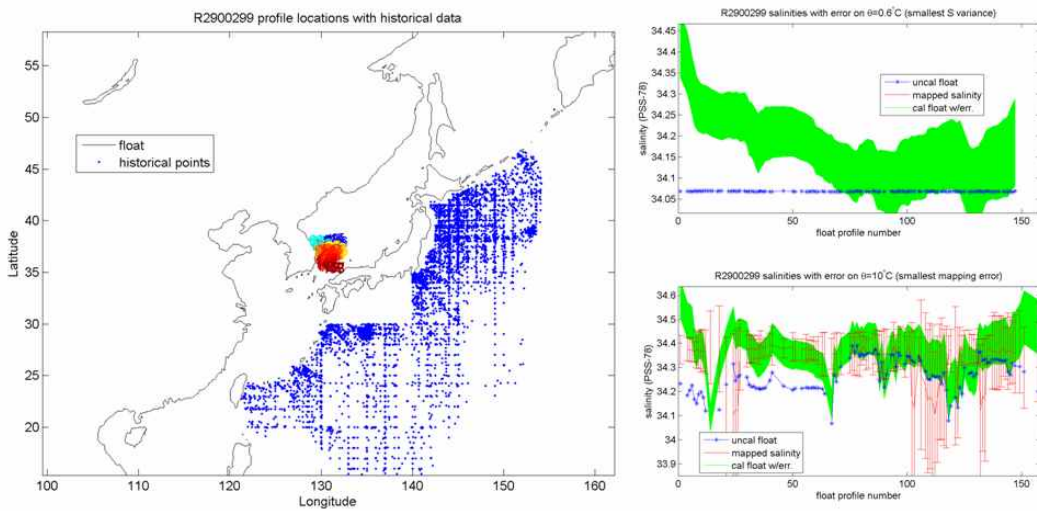 R2900299 profile locations with historical data
55
50
45
40
35
30
25
20
Latitude
float
historical points
100
110
120
130
140
150
160
Longitude
R2900299 salinities with error on θ=0.6°C (smallest S variance)
34.45
34.4
34.35
34.3
34.25
34.2
34.15
34.1
34.05
salinity (PSS-78)
uncal float
mapped salinity
cal float w/err.
0
50
100
150
float profile number
R2900299 salinities with error on θ=10°C (smallest mapping error)
34.6
34.5
34.4
34.3
34.2
34.1
34
33.9
salinity (PSS-78)
uncal float
mapped salinity
cal float w/err.
0
50
100
150
float profile number